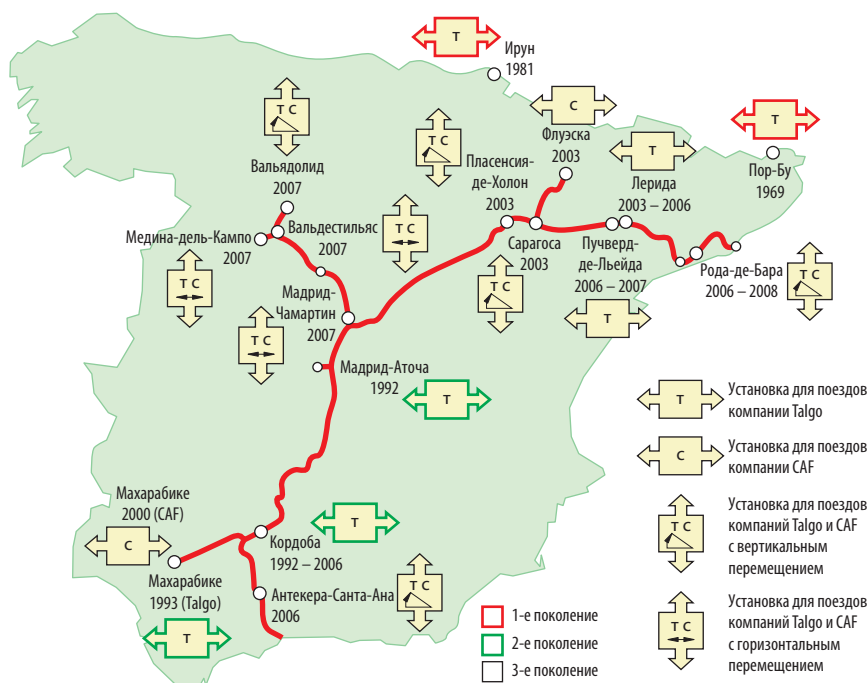 T
Ирун
1981
C
Флуэска
2003
T
Пор-Бу
1969
T C
Вальядолид
2007
T C
Пласенсия-
де-Холон
2003
T
Лерида
2003 – 2006
Медина-дель-Кампо
2007
Вальдестильяс
2007
T C
Сарагоса
2003
Пучверд-
де-Льейда
2006 – 2007
Рода-де-Бара
2006 – 2008
T C
T C
T C
T
Мадрид-
Чамартин
2007
T C
Мадрид-Аточа
1992
T
Махарабике
2000 (CAF)
C
Махарабике
1993 (Talgo)
T
Кордоба
1992 – 2006
T
Антекера-Санта-Ана
2006
T C
1-е поколение
2-е поколение
3-е поколение
T
Установка для поездов
компании Talgo
C
Установка для поездов
компании CAF
T C
Установка для поездов
компаний Talgo и CAF
с вертикальным
перемещением
T C
Установка для поездов
компаний Talgo и CAF
с горизонтальным
перемещением